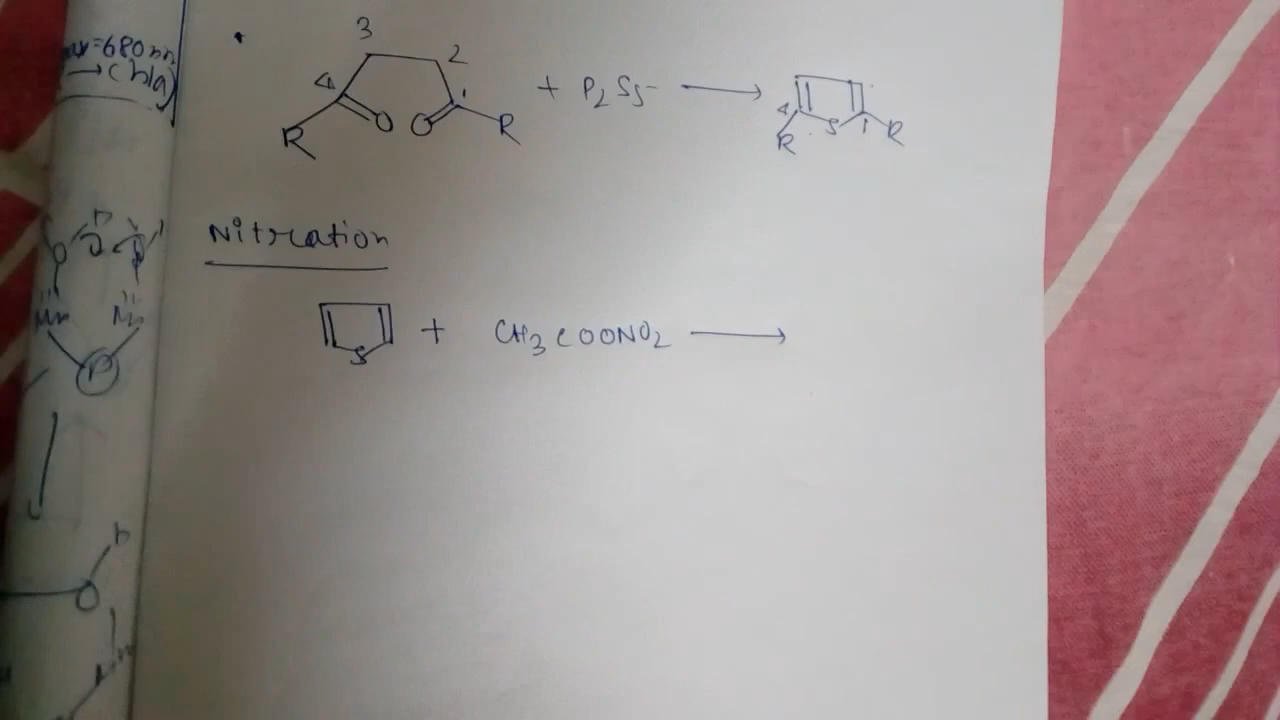 3
4 2
1
R O O R + P2S5 → 4 S 1
R R
Nitration
S + CH3COONO2 →